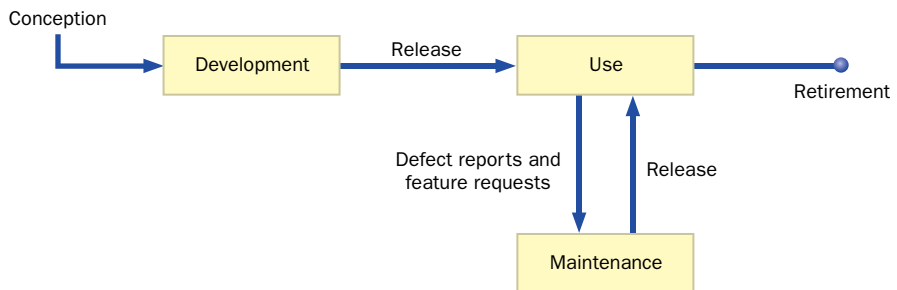 Conception
Development
Release
Use
Retirement
Defect reports and
feature requests
Release
Maintenance